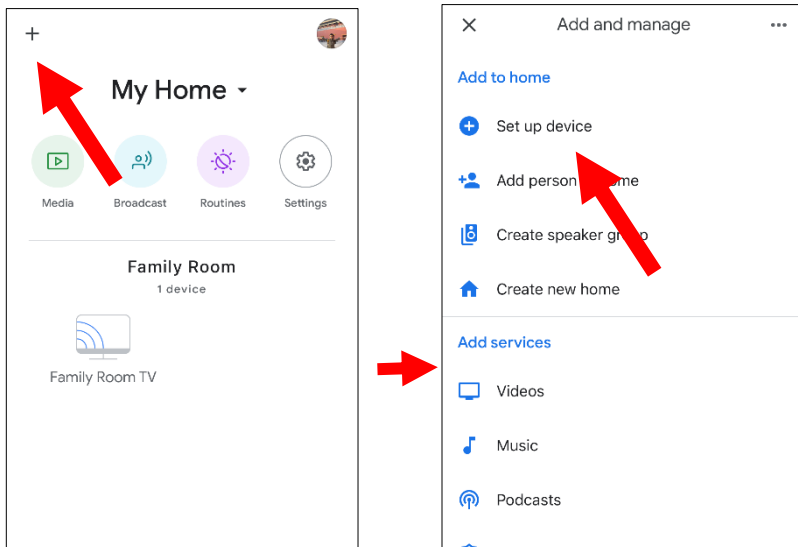 My Home
Media
Broadcast
Routines
Settings
Family Room
1 device
Family Room TV
Add and manage
Add to home
Set up device
Add person ome
Create speaker gr p
Create new home
Add services
Videos
Music
Podcasts